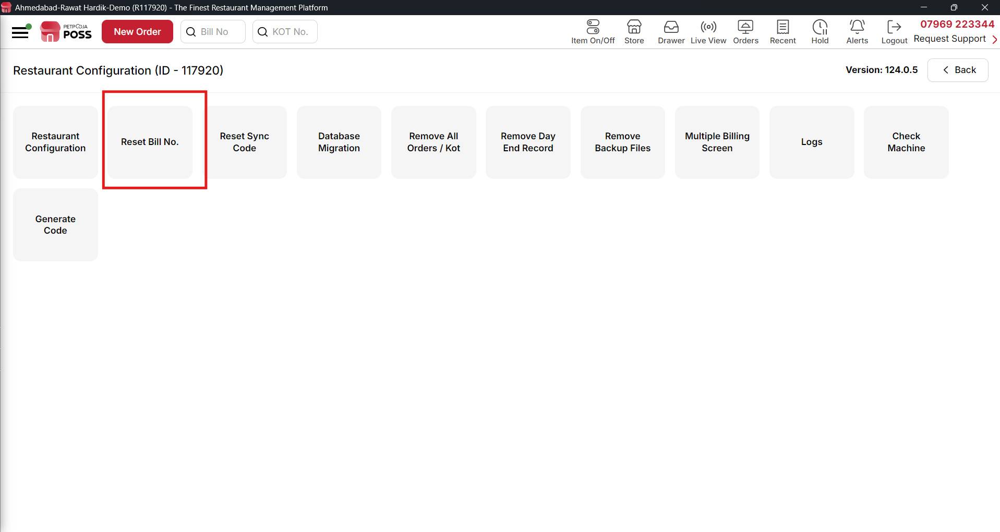 Ahmedabad-Rawat Hardik-Demo (R117920) - The Finest Restaurant Management Platform
PETPOOJA
POSS
New Order
Bill No
KOT No.
Item On/Off
Store
Drawer
Live View
Orders
Recent
Hold
Alerts
Logout
07969 223344
Request Support
Restaurant Configuration (ID - 117920)
Version: 124.0.5
Back
Restaurant
Configuration
Reset Bill No.
Reset Sync
Code
Database
Migration
Remove All
Orders / Kot
Remove Day
End Record
Remove
Backup Files
Multiple Billing
Screen
Logs
Check
Machine
Generate
Code